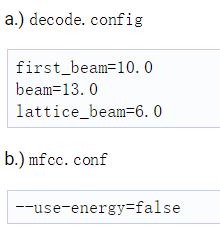 a.) decode. config
first_beam=10. 0
beam=13. 0
lattice_beam=6. 0
b.) mfcc. conf
--use-energy=false